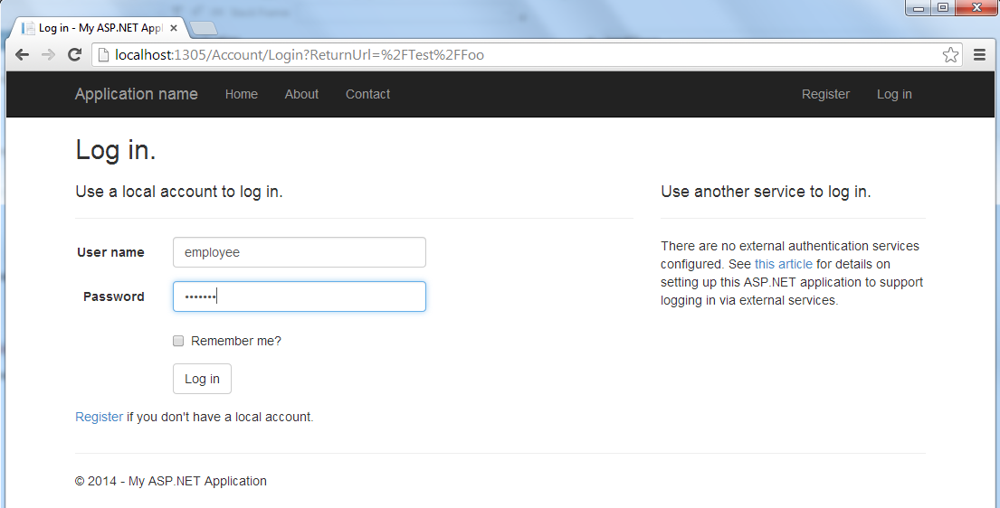 Log in - My ASP.NET Appl
localhost:1305/Account/Login?ReturnUrl=%2FTest%2FFoo
Application name Home About Contact Register Log in
Log in.
Use a local account to log in.
User name employee
Password •••••••
Remember me?
Log in
Register if you don't have a local account.
Use another service to log in.
There are no external authentication services
configured. See this article for details on
setting up this ASP.NET application to support
logging in via external services.
© 2014 - My ASP.NET Application